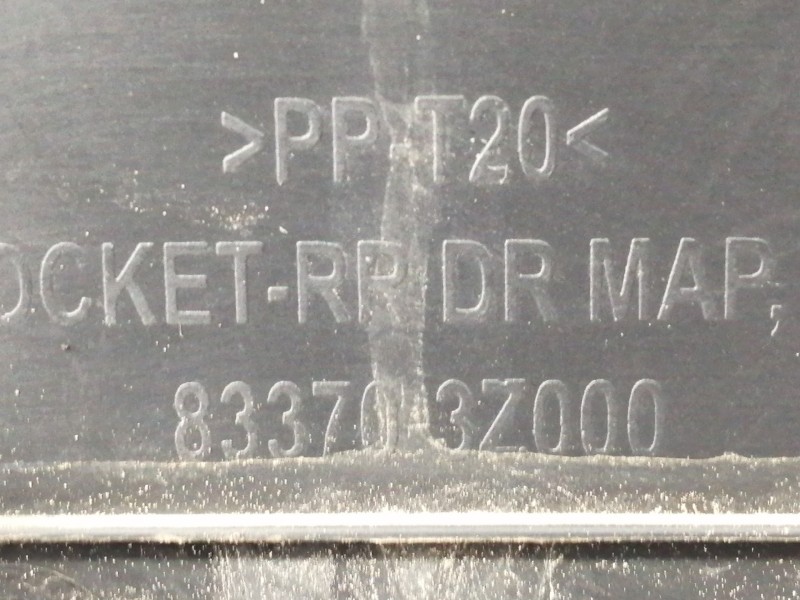 >PP-T20<
OCKET-RR DR MAP,
83370-3Z000